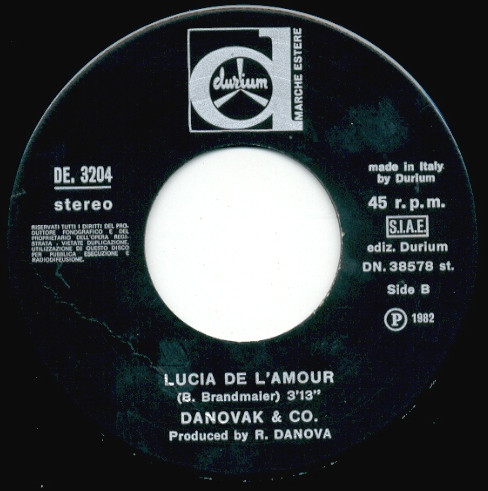 durium
MARCHE ESTERE
DE. 3204
stereo
RISERVATI TUTTI I DIRITTI DEL PRO-
DUTTORE FONOGRAFICO E DEL
PROPRIETARIO DELL'OPERA REGI-
STRATA . VIETATE DUPLICAZIONE,
UTILIZZAZIONE DI QUESTO DISCO
PER PUBBLICA ESECUZIONE E
RADIODIFFUSIONE.
made in Italy
by Durium
45 r.p.m.
S.I.A.E.
ediz. Durium
DN. 38578 st.
Side B
P 1982
LUCIA DE L'AMOUR
(B. Brandmaier) 3'13"
DANOVAK & CO.
Produced by R. DANOVA